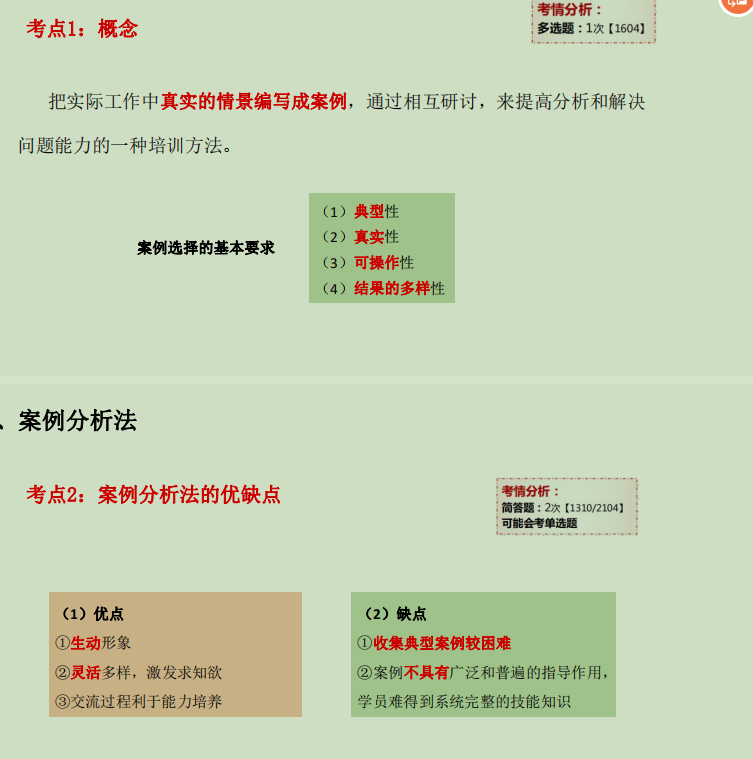 考情分析：
考点1：概念
多选题：1次【1604】
把实际工作中真实的情景编写成案例，通过相互研讨，来提高分析和解决
问题能力的一种培训方法。
案例选择的基本要求
（1）典型性
（2）真实性
（3）可操作性
（4）结果的多样性
、案例分析法
考点2：案例分析法的优缺点
考情分析：
简答题：2次【1310/2104】
可能会考单选题
（1）优点
①生动形象
②灵活多样，激发求知欲
③交流过程利于能力培养
（2）缺点
①收集典型案例较困难
②案例不具有广泛和普遍的指导作用，
学员难得到系统完整的技能知识